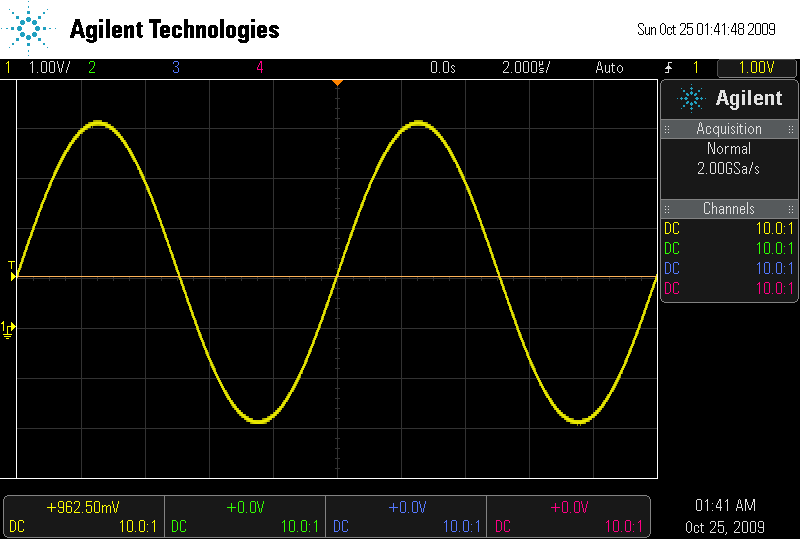 Agilent Technologies
Sun Oct 25 01:41:48 2009
1 1.00V/ 2 3 4 0.0s 2.000㎲/ Auto 1 1.00V
Agilent
Acquisition
Normal
2.00GSa/s
Channels
DC 10.0:1
DC 10.0:1
DC 10.0:1
DC 10.0:1
T
1
+962.50mV +0.0V +0.0V +0.0V
DC 10.0:1 DC 10.0:1 DC 10.0:1 DC 10.0:1
01:41 AM
Oct 25, 2009